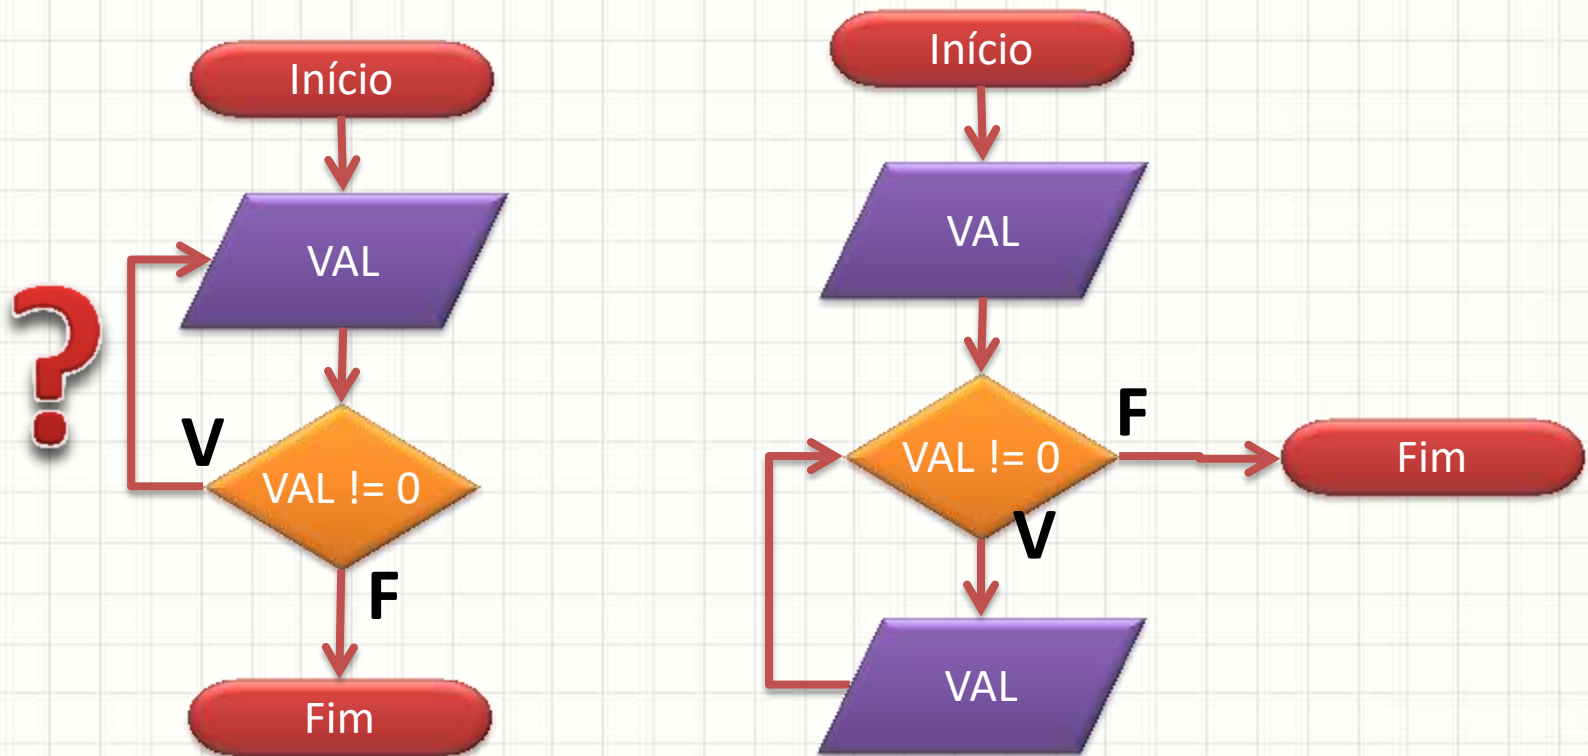 Início
VAL
?
V
VAL != 0
F
Fim
Início
VAL
VAL != 0
F
Fim
V
VAL